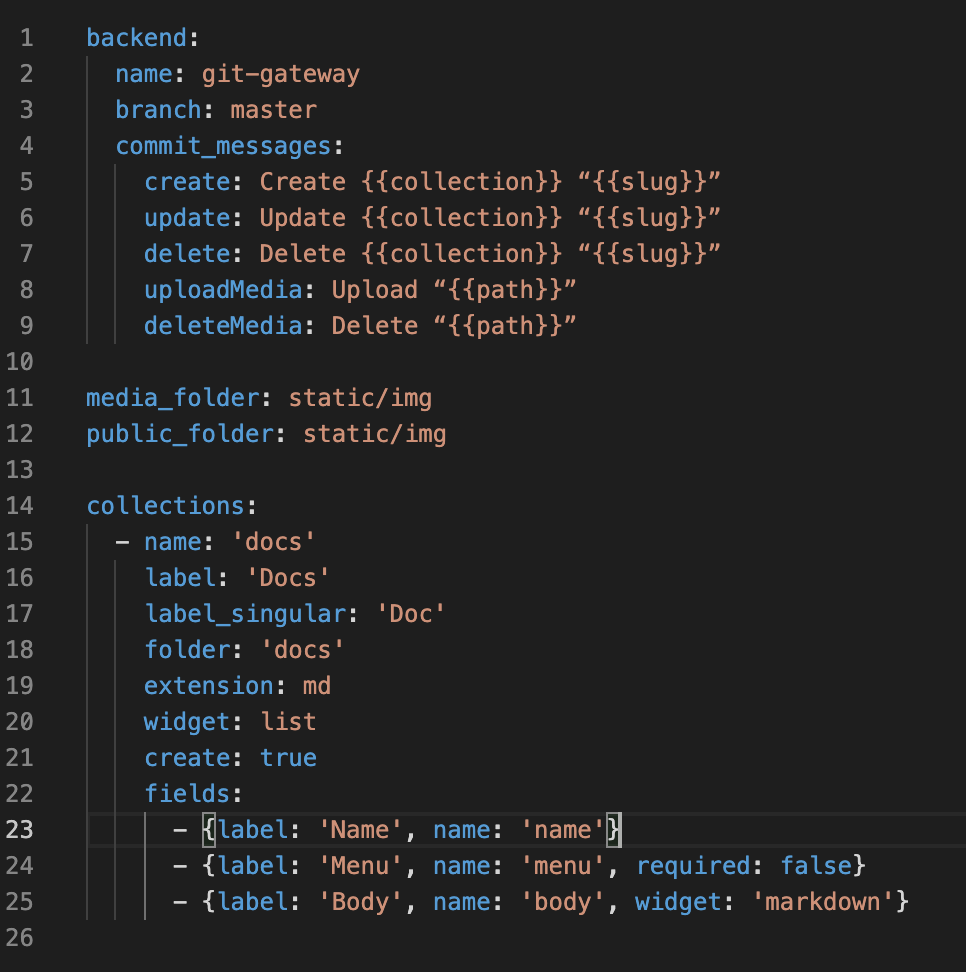 1 backend:
2   name: git-gateway
3   branch: master
4   commit_messages:
5     create: Create {{collection}} “{{slug}}”
6     update: Update {{collection}} “{{slug}}”
7     delete: Delete {{collection}} “{{slug}}”
8     uploadMedia: Upload “{{path}}”
9     deleteMedia: Delete “{{path}}”
10
11 media_folder: static/img
12 public_folder: static/img
13
14 collections:
15   - name: 'docs'
16     label: 'Docs'
17     label_singular: 'Doc'
18     folder: 'docs'
19     extension: md
20     widget: list
21     create: true
22     fields:
23       - {label: 'Name', name: 'name'}
24       - {label: 'Menu', name: 'menu', required: false}
25       - {label: 'Body', name: 'body', widget: 'markdown'}
26